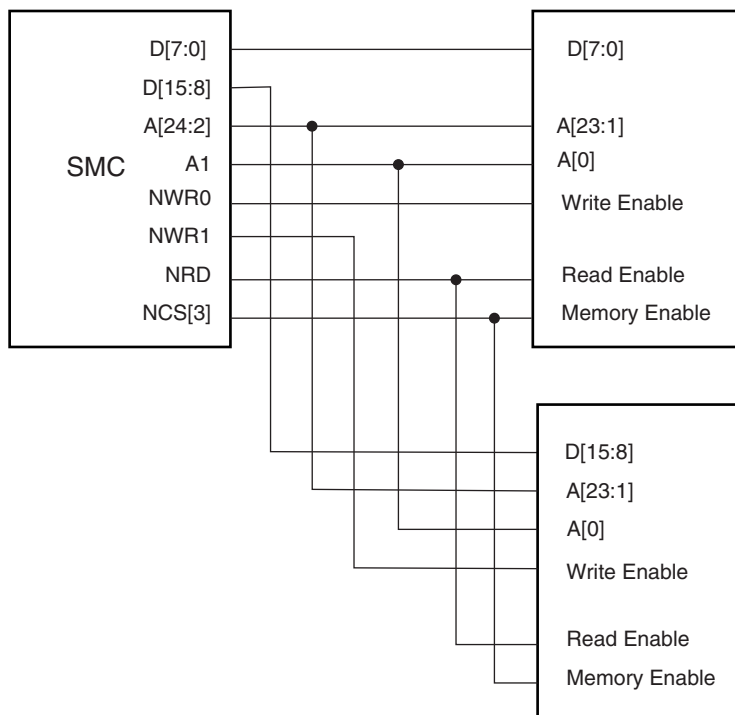 SMC
D[7:0]
D[15:8]
A[24:2]
A1
NWR0
NWR1
NRD
NCS[3]
D[7:0]
A[23:1]
A[0]
Write Enable
Read Enable
Memory Enable
D[15:8]
A[23:1]
A[0]
Write Enable
Read Enable
Memory Enable